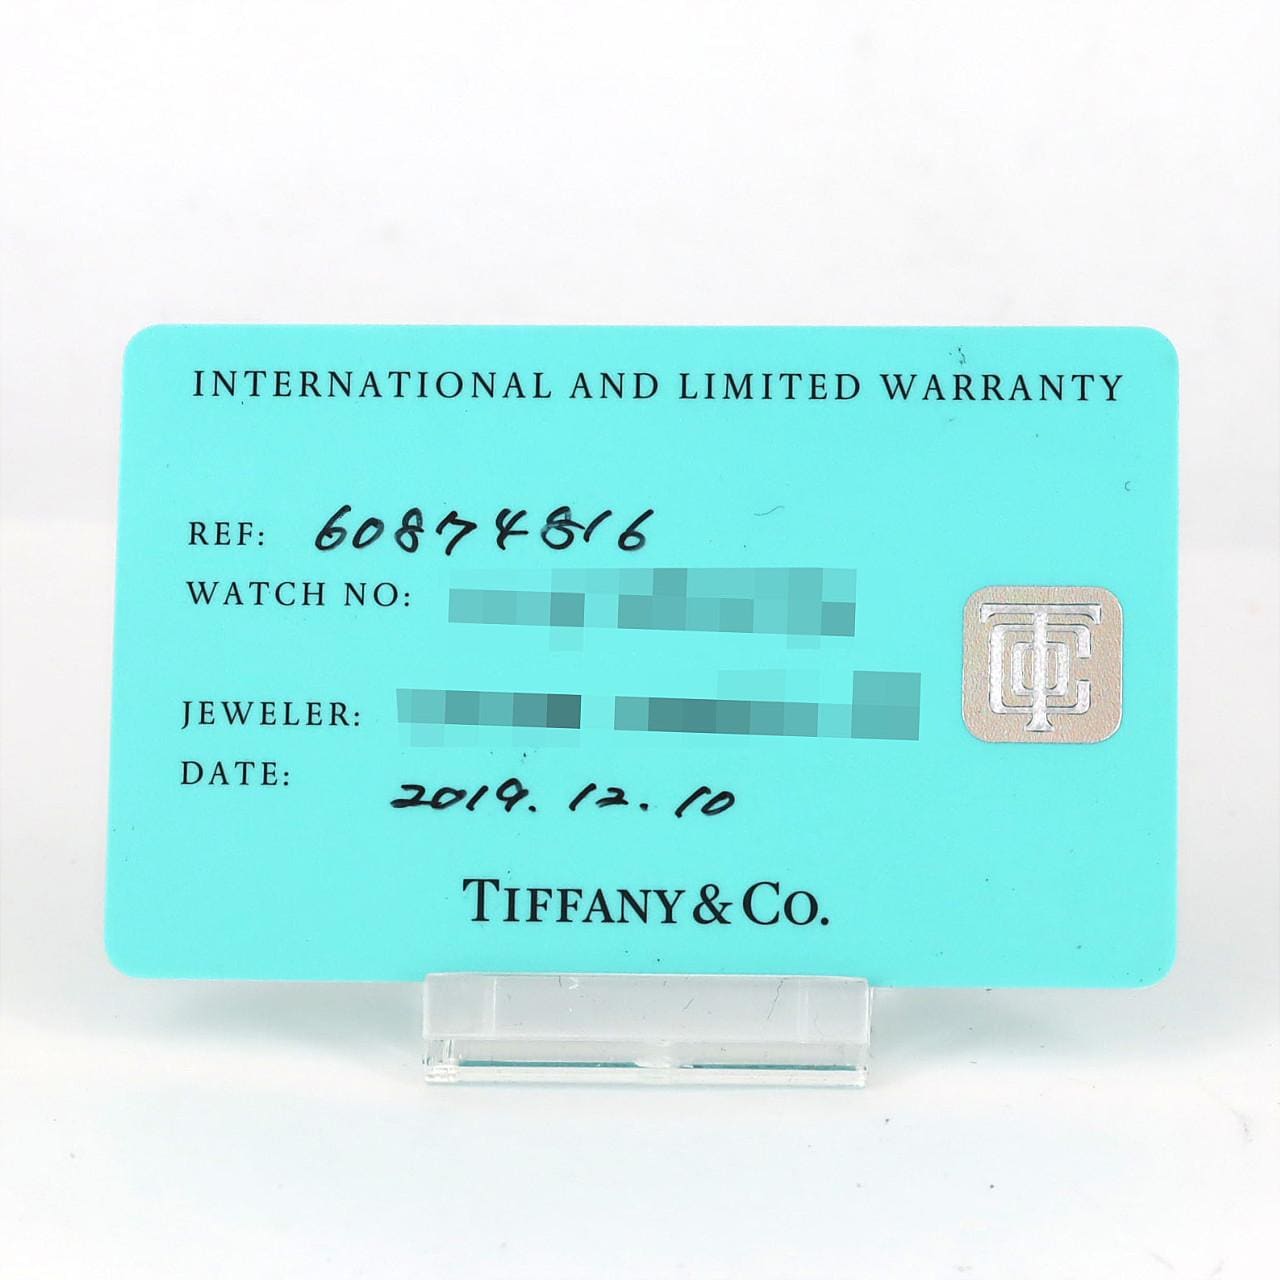 INTERNATIONAL AND LIMITED WARRANTY
REF: 60874816
WATCH NO:
JEWELER:
DATE: 2019.12.10
TIFFANY & CO.